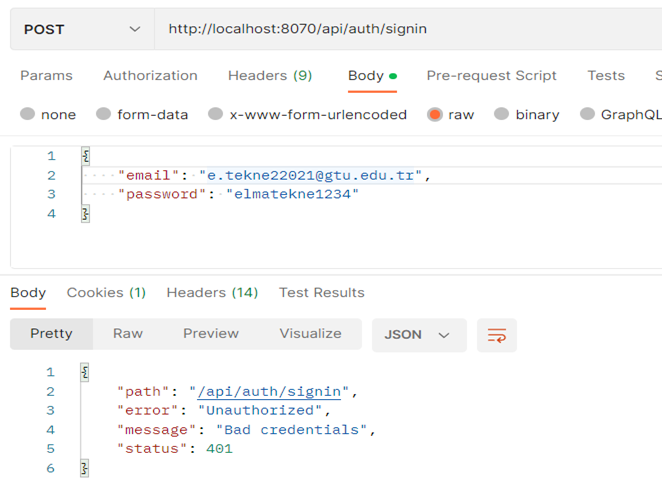 POST http://localhost:8070/api/auth/signin
Params Authorization Headers (9) Body Pre-request Script Tests S
none form-data x-www-form-urlencoded raw binary GraphQL
1 {
2 "email": "e.tekne22021@gtu.edu.tr",
3 "password": "elmatekne1234"
4 }
Body Cookies (1) Headers (14) Test Results
Pretty Raw Preview Visualize JSON
1 {
2 "path": "/api/auth/signin",
3 "error": "Unauthorized",
4 "message": "Bad credentials",
5 "status": 401
6 }